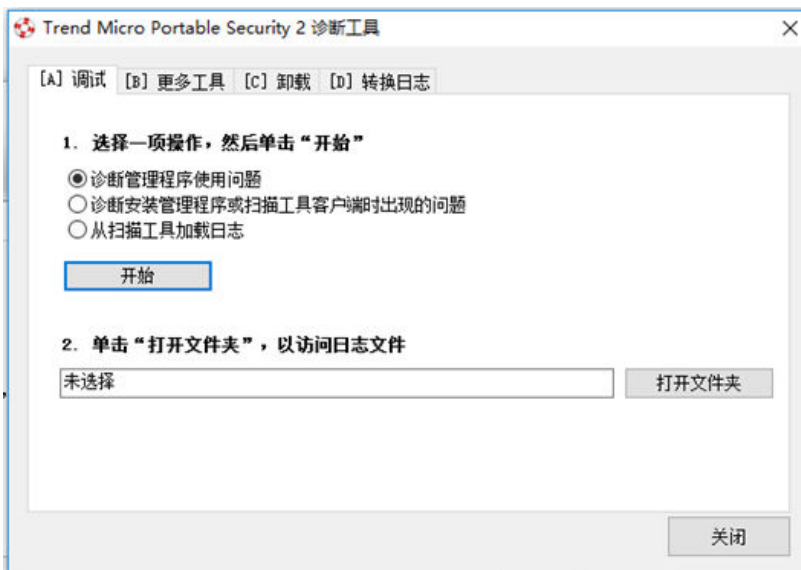 Trend Micro Portable Security 2 诊断工具
[A] 调试 [B] 更多工具 [C] 卸载 [D] 转换日志
1. 选择一项操作，然后单击“开始”
诊断管理程序使用问题
诊断安装管理程序或扫描工具客户端时出现的问题
从扫描工具加载日志
开始
2. 单击“打开文件夹”，以访问日志文件
未选择 打开文件夹
关闭